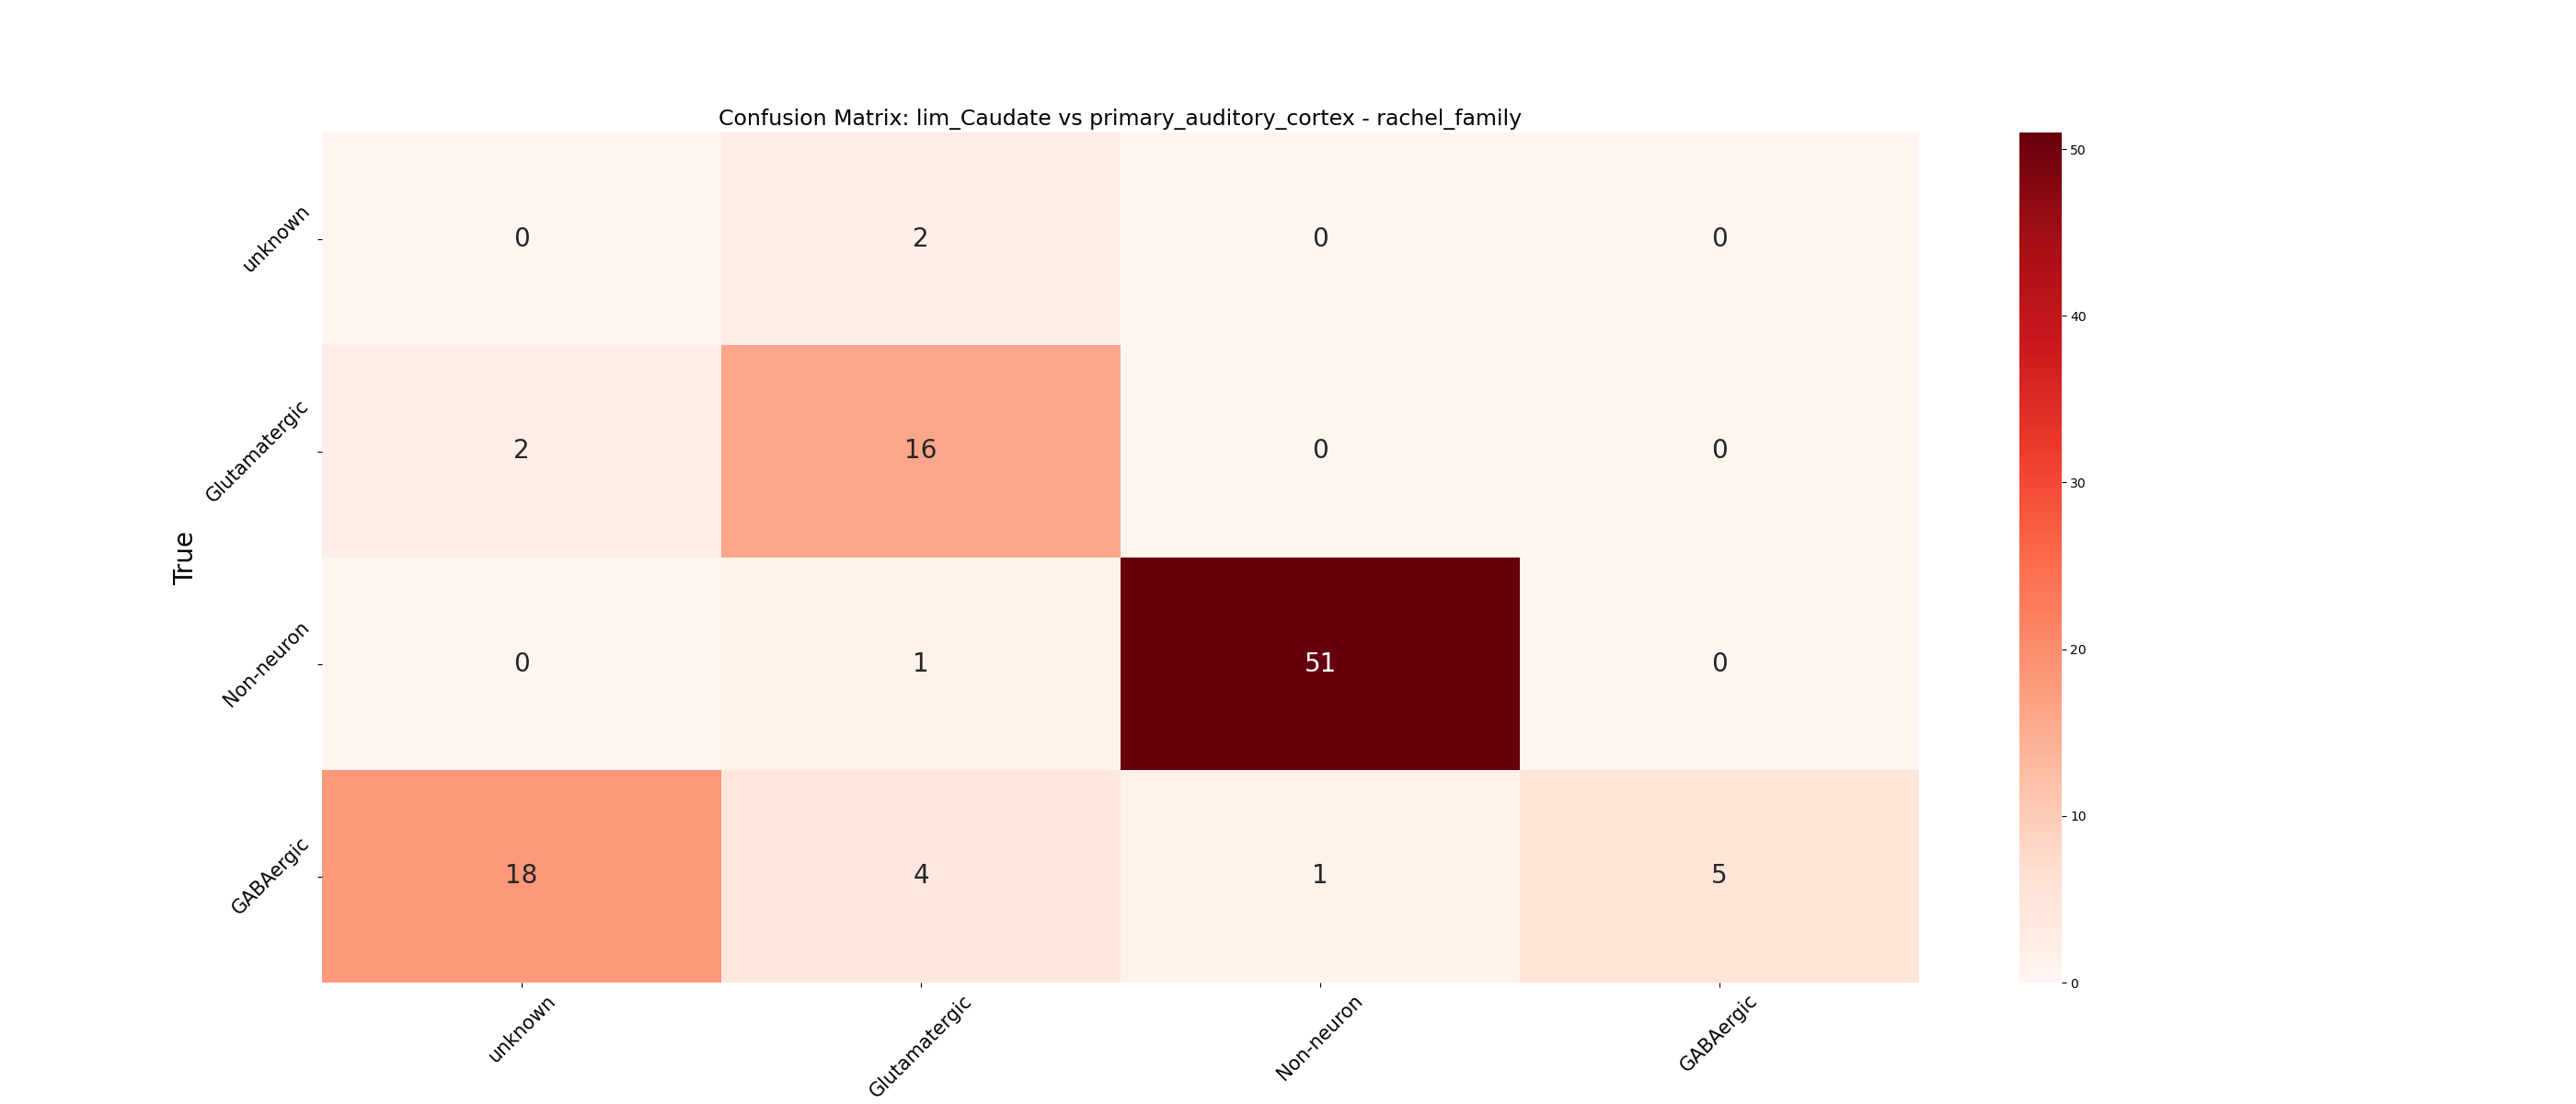 Confusion Matrix: lim_Caudate vs primary_auditory_cortex - rachel_family
unknown 0 2 0 0
Glutamatergic 2 16 0 0
Non-neuron 0 1 51 0
GABAergic 18 4 1 5
True
unknown Glutamatergic Non-neuron GABAergic
50
40
30
20
10
0